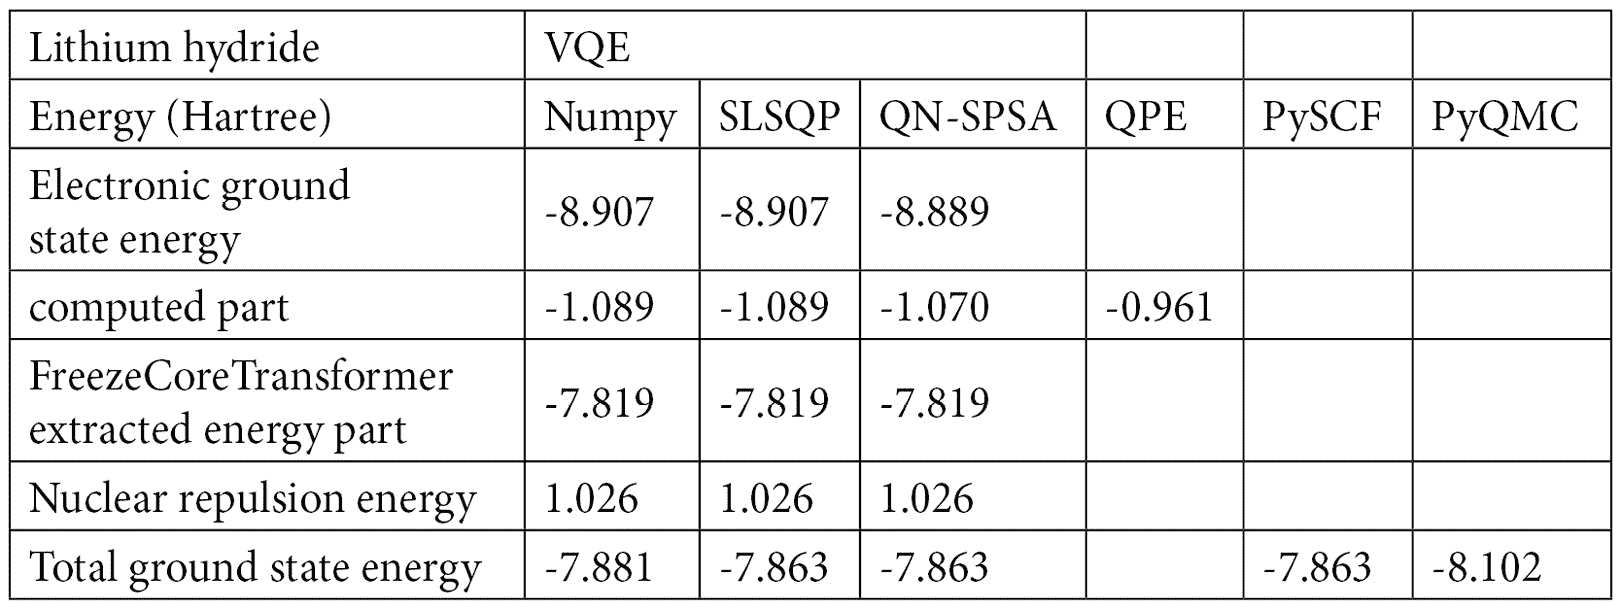 Lithium hydride VQE
Energy (Hartree) Numpy SLSQP QN-SPSA QPE PySCF PyQMC
Electronic ground
state energy -8.907 -8.907 -8.889
computed part -1.089 -1.089 -1.070 -0.961
FreezeCoreTransformer
extracted energy part -7.819 -7.819 -7.819
Nuclear repulsion energy 1.026 1.026 1.026
Total ground state energy -7.881 -7.863 -7.863 -7.863 -8.102